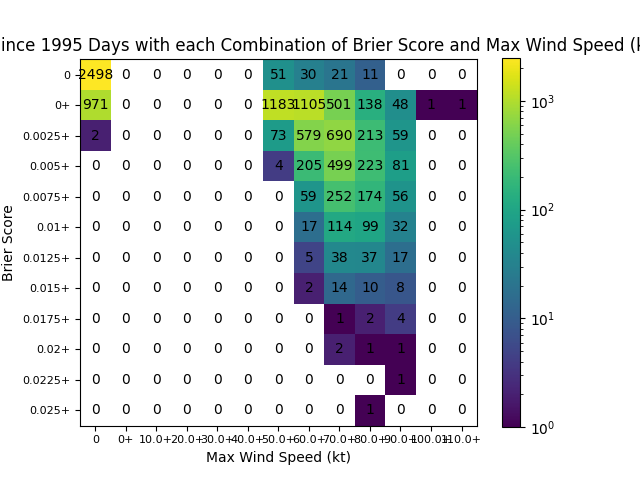 ince 1995 Days with each Combination of Brier Score and Max Wind Speed (k
0 2498 0 0 0 0 0 51 30 21 11 0 0 0
0+ 971 0 0 0 0 0 1183 1105 501 138 48 1 1
0.0025+ 2 0 0 0 0 0 73 579 690 213 59 0 0
0.005+ 0 0 0 0 0 0 4 205 499 223 81 0 0
0.0075+ 0 0 0 0 0 0 0 59 252 174 56 0 0
0.01+ 0 0 0 0 0 0 0 17 114 99 32 0 0
0.0125+ 0 0 0 0 0 0 0 5 38 37 17 0 0
0.015+ 0 0 0 0 0 0 0 2 14 10 8 0 0
0.0175+ 0 0 0 0 0 0 0 0 1 2 4 0 0
0.02+ 0 0 0 0 0 0 0 0 2 1 1 0 0
0.0225+ 0 0 0 0 0 0 0 0 0 0 1 0 0
0.025+ 0 0 0 0 0 0 0 0 0 1 0 0 0
0 0+ 10.0+ 20.0+ 30.0+ 40.0+ 50.0+ 60.0+ 70.0+ 80.0+ 90.0+ 100.0+ 110.0+
Max Wind Speed (kt)
Brier Score
10³
10²
10¹
10⁰